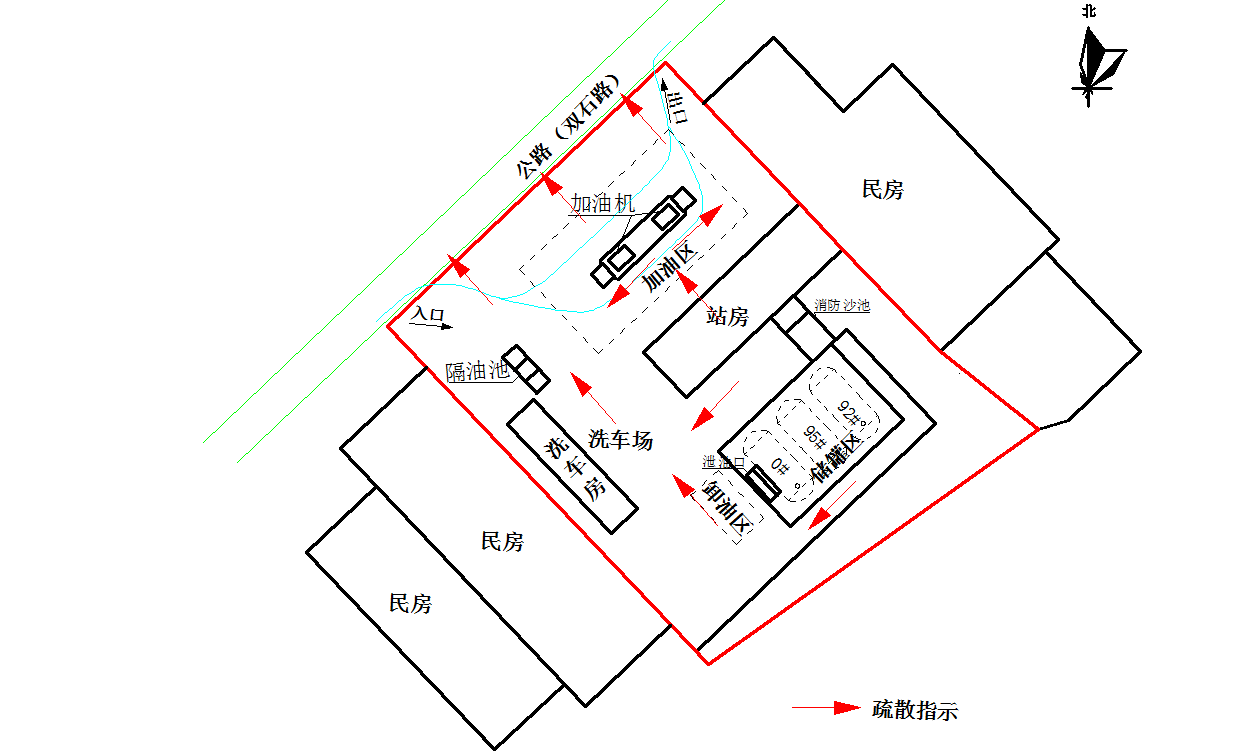 北
公路（双石路）
出口
民房
加油机
加油区
入口
站房
消防沙池
隔油池
洗车场
洗车房
92#
95#
0#
储罐区
泄油口
卸油区
民房
民房
疏散指示